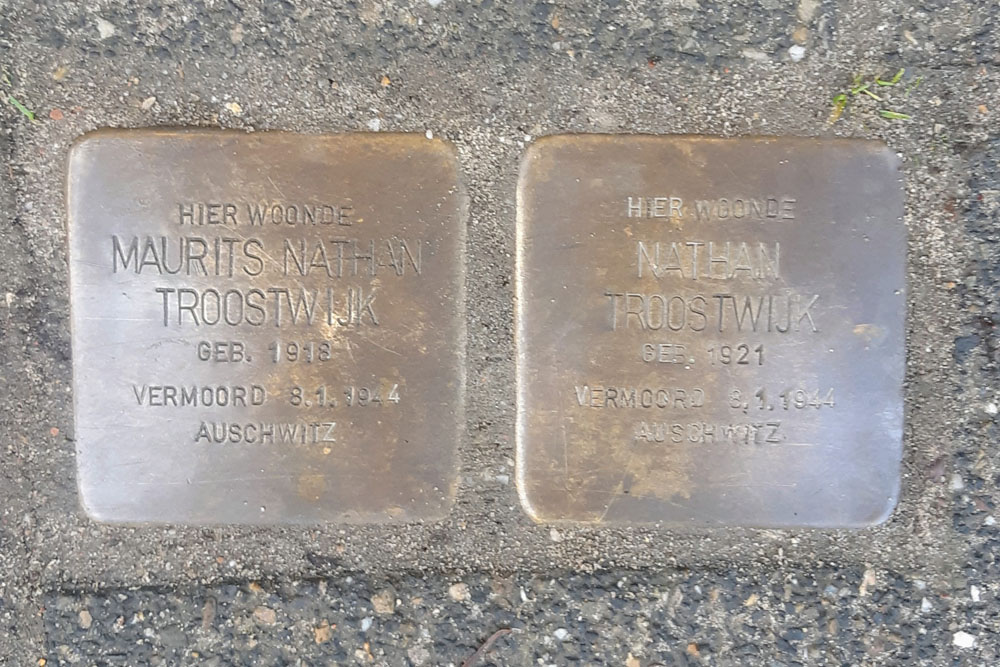 HIER WOONDE
MAURITS NATHAN
TROOSTWIJK
GEB. 1918
VERMOORD 8.1.1944
AUSCHWITZ
HIER WOONDE
NATHAN
TROOSTWIJK
GEB. 1921
VERMOORD 8.1.1944
AUSCHWITZ